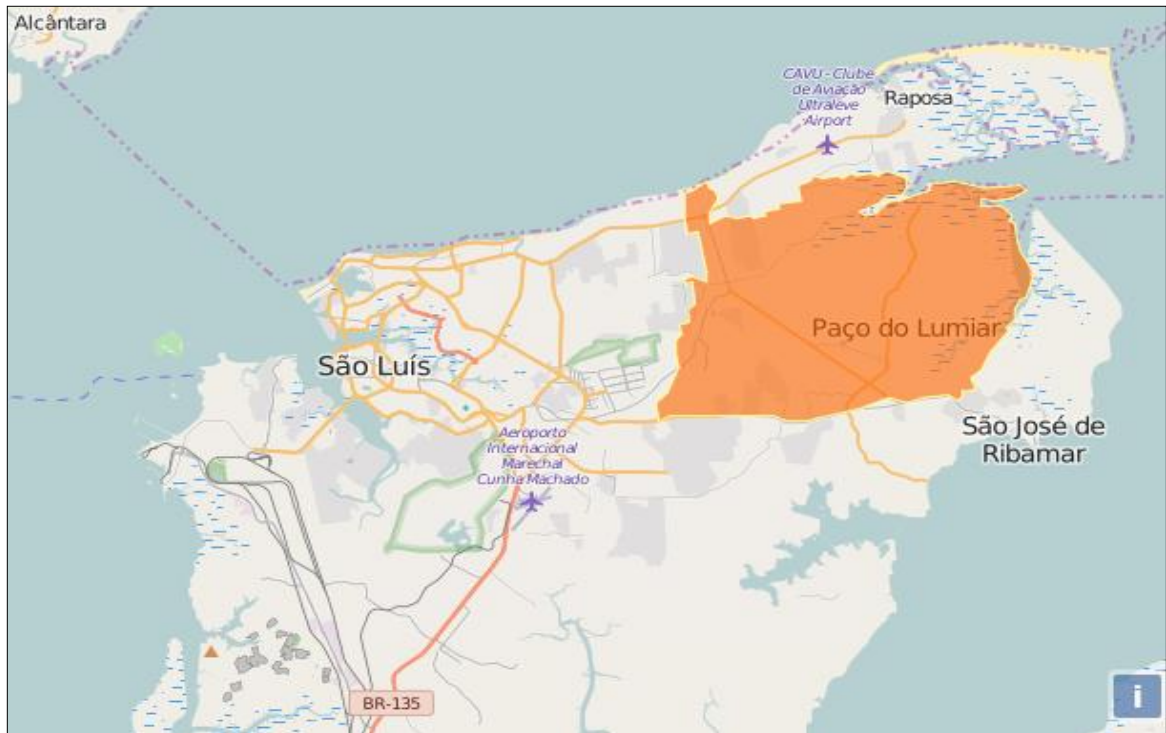 Alcântara
CAVU - Clube
de Aviação
Ultraleve
Airport
Raposa
Paço do Lumiar
São Luís
São José de
Ribamar
Aeroporto
Internacional
Marechal
Cunha Machado
BR-135
i